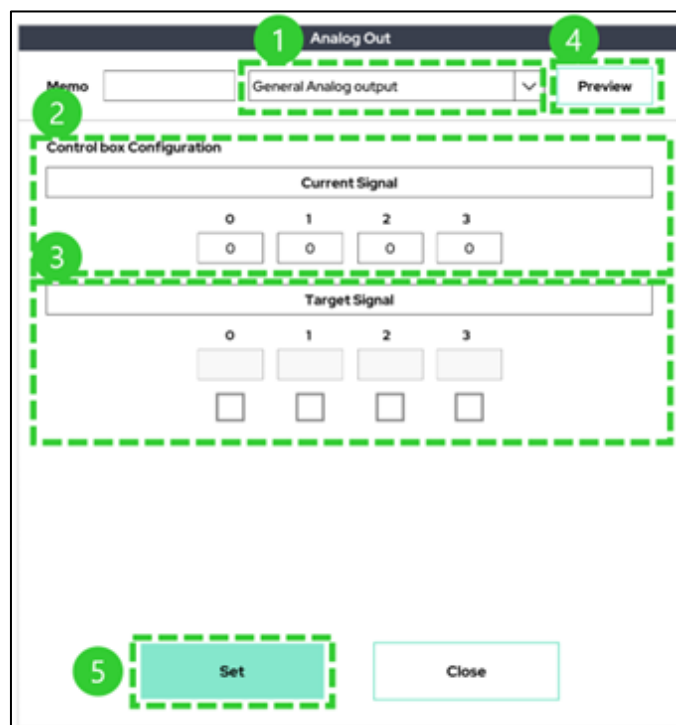 Analog Out
1
4
Memo
General Analog output
Preview
2
Control box Configuration
Current Signal
0 1 2 3
0 0 0 0
3
Target Signal
0 1 2 3
5
Set
Close